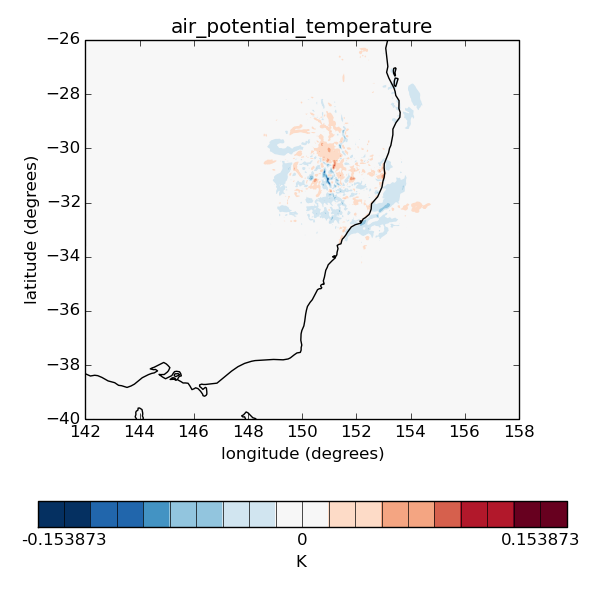 air_potential_temperature
−26
−28
−30
−32
−34
−36
−38
−40
latitude (degrees)
142 144 146 148 150 152 154 156 158
longitude (degrees)
-0.153873 0 0.153873
K